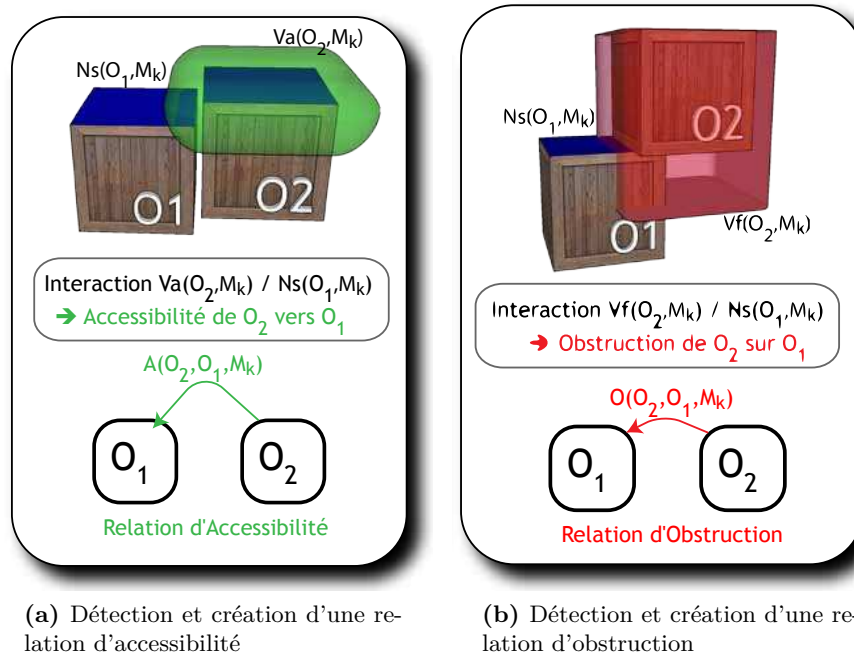 Va(O₂,Mₖ)
Ns(O₁,Mₖ)
O1
O2
Interaction Va(O₂,Mₖ) / Ns(O₁,Mₖ)
➔ Accessibilité de O₂ vers O₁
A(O₂,O₁,Mₖ)
O₁
O₂
Relation d'Accessibilité
(a) Détection et création d'une re-
lation d'accessibilité
Ns(O₁,Mₖ)
O2
O1
Vf(O₂,Mₖ)
Interaction Vf(O₂,Mₖ) / Ns(O₁,Mₖ)
➔ Obstruction de O₂ sur O₁
O(O₂,O₁,Mₖ)
O₁
O₂
Relation d'Obstruction
(b) Détection et création d'une re-
lation d'obstruction